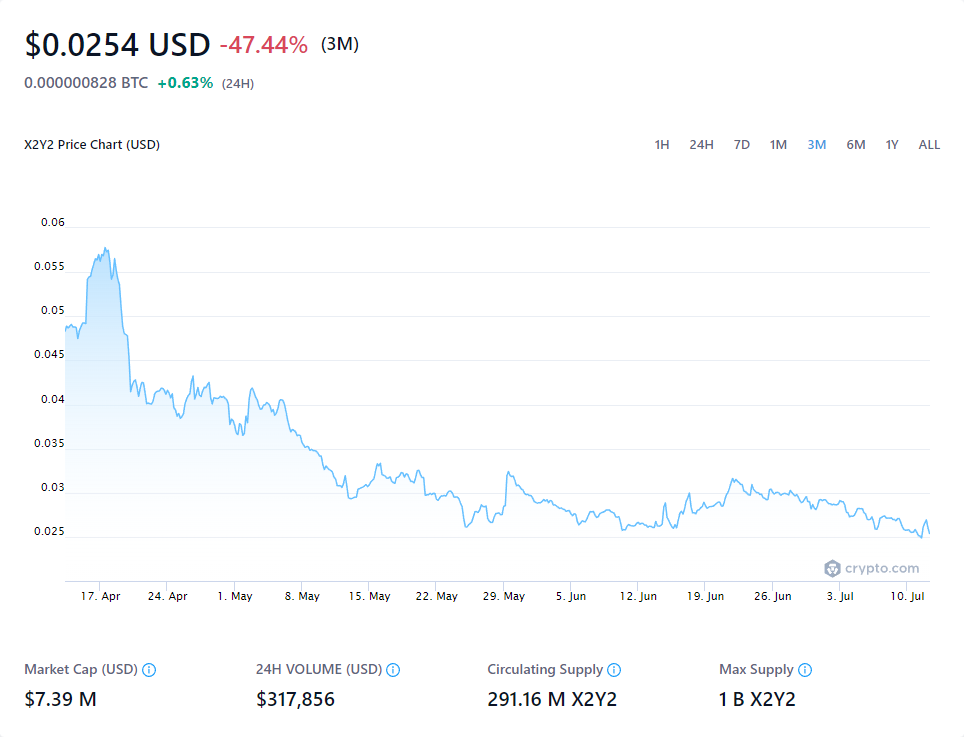 $0.0254 USD -47.44% (3M)
0.000000828 BTC +0.63% (24H)
X2Y2 Price Chart (USD) 1H 24H 7D 1M 3M 6M 1Y ALL
0.06
0.055
0.05
0.045
0.04
0.035
0.03
0.025
crypto.com
17. Apr 24. Apr 1. May 8. May 15. May 22. May 29. May 5. Jun 12. Jun 19. Jun 26. Jun 3. Jul 10. Jul
Market Cap (USD) 24H VOLUME (USD) Circulating Supply Max Supply
$7.39 M $317,856 291.16 M X2Y2 1 B X2Y2